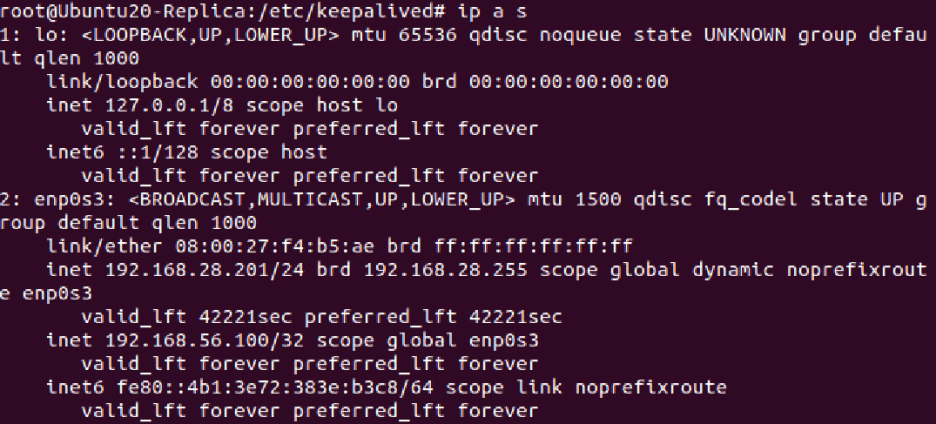 root@Ubuntu20-Replica:/etc/keepalived# ip a s
1: lo: <LOOPBACK,UP,LOWER_UP> mtu 65536 qdisc noqueue state UNKNOWN group defau
lt qlen 1000
    link/loopback 00:00:00:00:00:00 brd 00:00:00:00:00:00
    inet 127.0.0.1/8 scope host lo
       valid_lft forever preferred_lft forever
    inet6 ::1/128 scope host
       valid_lft forever preferred_lft forever
2: enp0s3: <BROADCAST,MULTICAST,UP,LOWER_UP> mtu 1500 qdisc fq_codel state UP g
roup default qlen 1000
    link/ether 08:00:27:f4:b5:ae brd ff:ff:ff:ff:ff:ff
    inet 192.168.28.201/24 brd 192.168.28.255 scope global dynamic noprefixrout
e enp0s3
       valid_lft 42221sec preferred_lft 42221sec
    inet 192.168.56.100/32 scope global enp0s3
       valid_lft forever preferred_lft forever
    inet6 fe80::4b1:3e72:383e:b3c8/64 scope link noprefixroute
       valid_lft forever preferred_lft forever